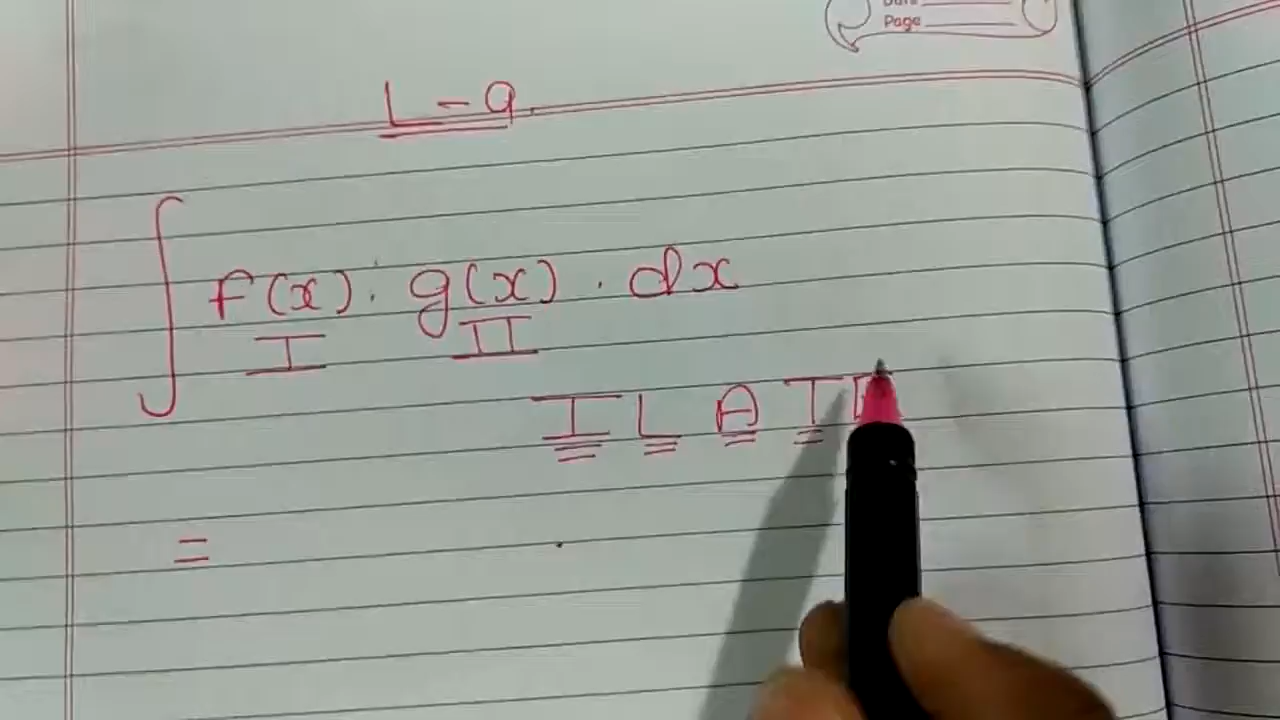 Page
L - 9
∫ f(x) . g(x) . dx
I II
I L A T
=